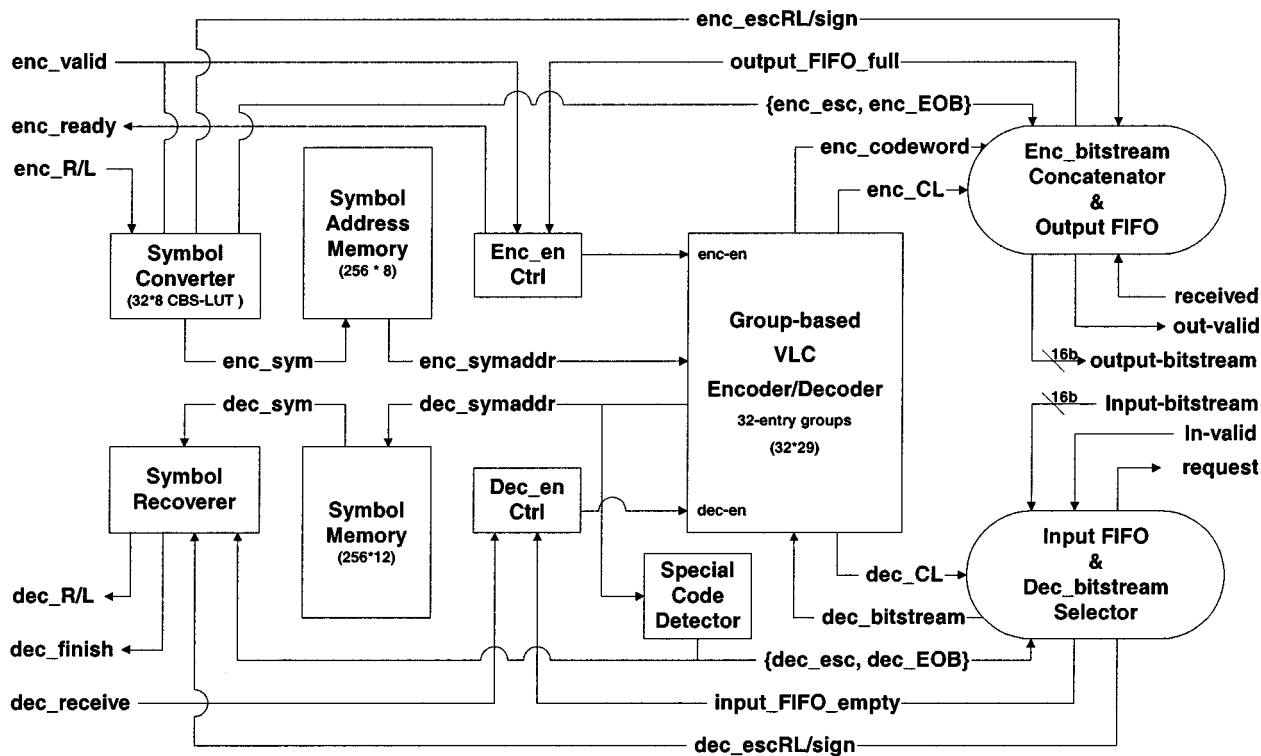 enc_escRL/sign
enc_valid
output_FIFO_full
{enc_esc, enc_EOB}
enc_ready
enc_codeword
Enc_bitstream
Concatenator
&
Output FIFO
enc_R/L
enc_CL
Symbol
Address
Memory
(256 * 8)
Symbol
Converter
(32*8 CBS-LUT )
Enc_en
Ctrl
enc-en
received
out-valid
16b
output-bitstream
Group-based
VLC
Encoder/Decoder
32-entry groups
(32*29)
enc_sym
enc_symaddr
dec_sym
dec_symaddr
16b
Input-bitstream
In-valid
request
Symbol
Recoverer
Symbol
Memory
(256*12)
Dec_en
Ctrl
dec-en
Input FIFO
&
Dec_bitstream
Selector
Special
Code
Detector
dec_CL
dec_bitstream
dec_R/L
dec_finish
{dec_esc, dec_EOB}
dec_receive
input_FIFO_empty
dec_escRL/sign